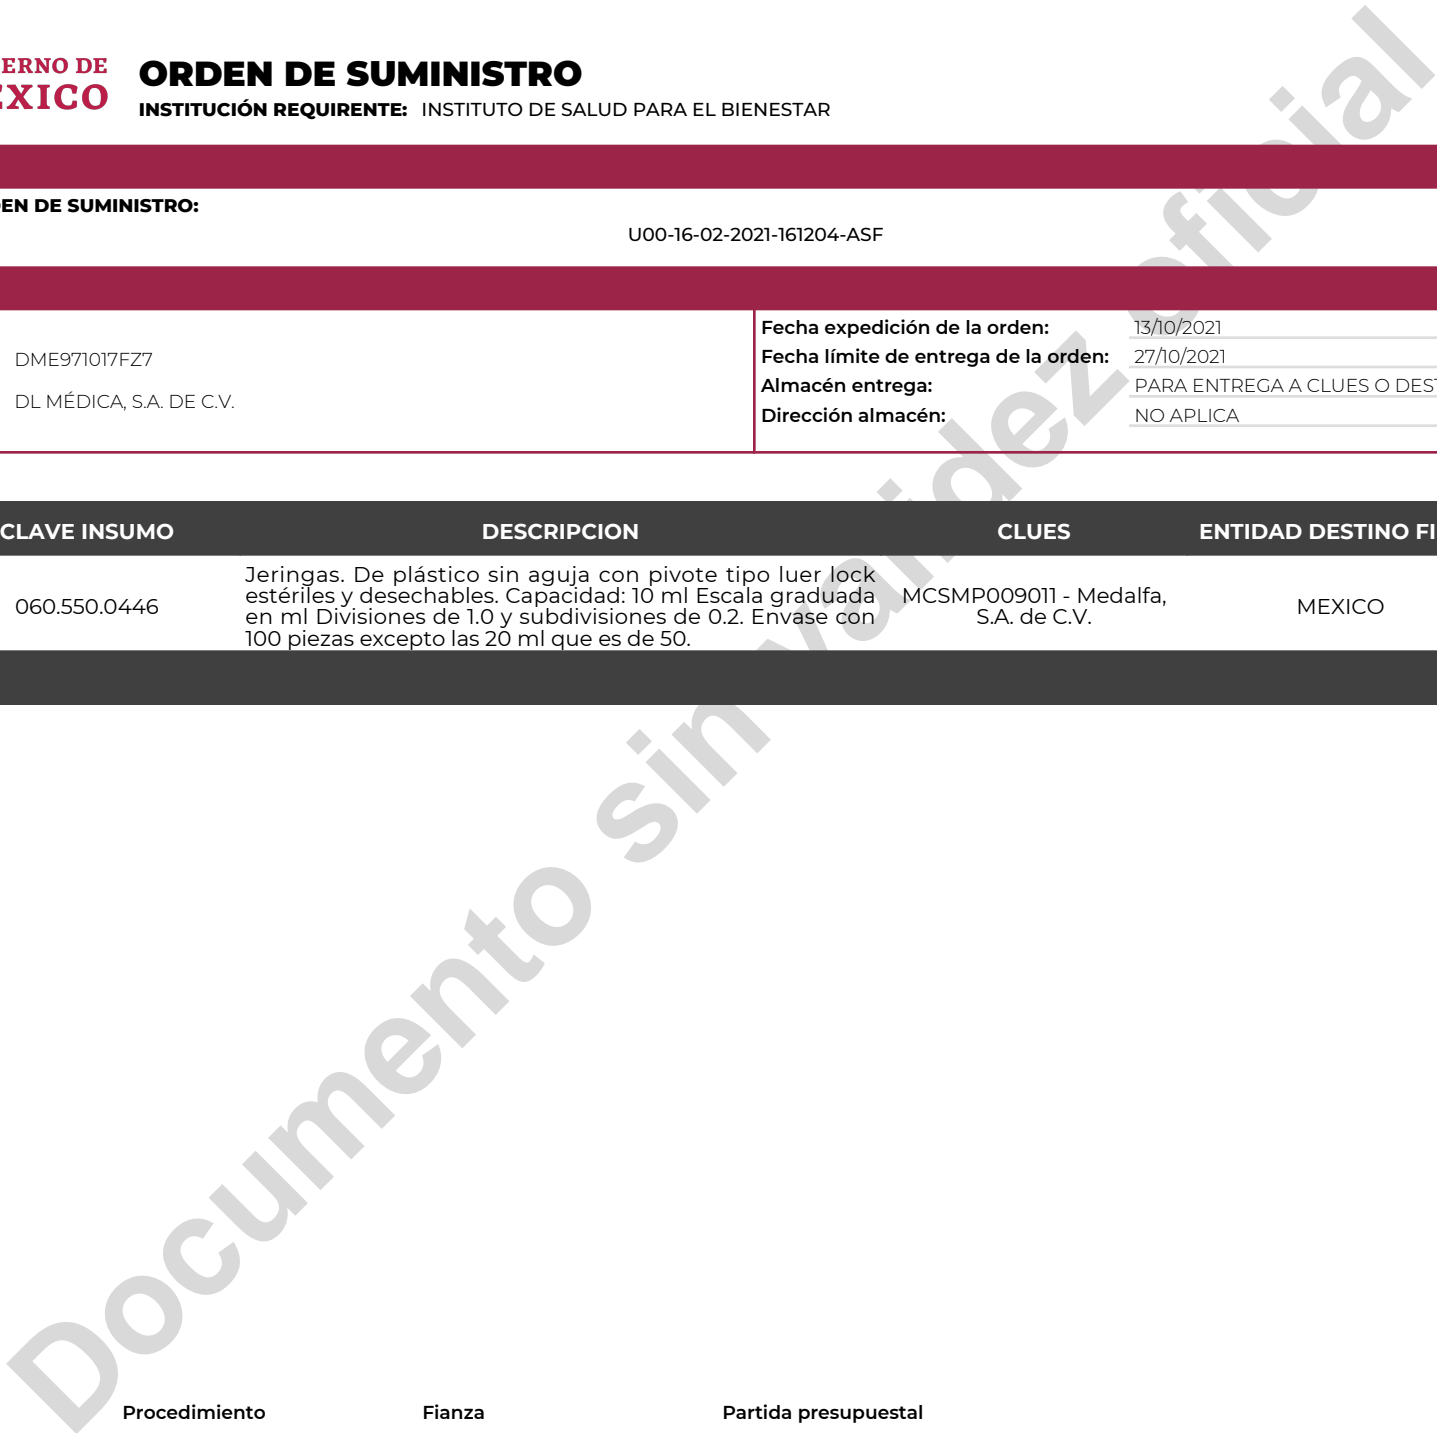 ERNO DE
EXICO
ORDEN DE SUMINISTRO
INSTITUCIÓN REQUIRENTE: INSTITUTO DE SALUD PARA EL BIENESTAR
EN DE SUMINISTRO:
U00-16-02-2021-161204-ASF
DME971017FZ7
DL MÉDICA, S.A. DE C.V.
Fecha expedición de la orden: 13/10/2021
Fecha límite de entrega de la orden: 27/10/2021
Almacén entrega: PARA ENTREGA A CLUES O DEST
Dirección almacén: NO APLICA
CLAVE INSUMO DESCRIPCION CLUES ENTIDAD DESTINO FI
060.550.0446
Jeringas. De plástico sin aguja con pivote tipo luer lock
estériles y desechables. Capacidad: 10 ml Escala graduada
en ml Divisiones de 1.0 y subdivisiones de 0.2. Envase con
100 piezas excepto las 20 ml que es de 50.
MCSMP009011 - Medalfa,
S.A. de C.V.
MEXICO
Documento sin validez oficial
Procedimiento Fianza Partida presupuestal